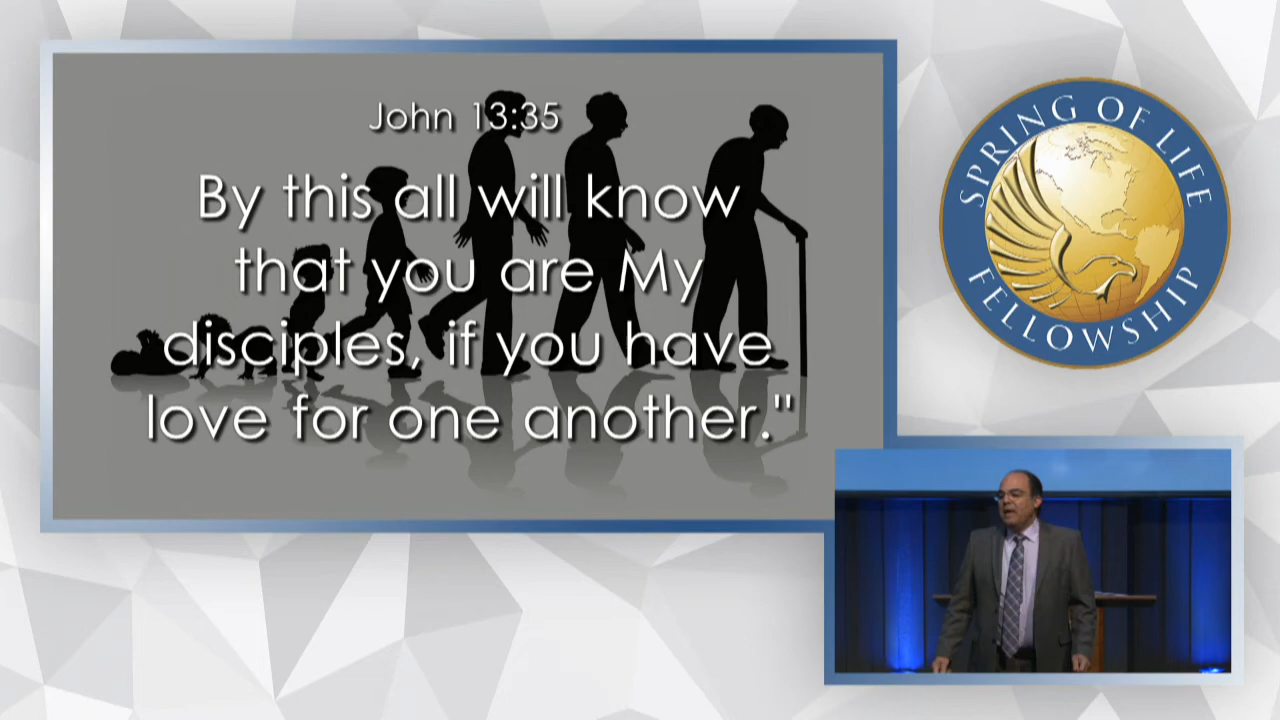 John 13:35
By this all will know
that you are My
disciples, if you have
love for one another."
SPRING OF LIFE
FELLOWSHIP